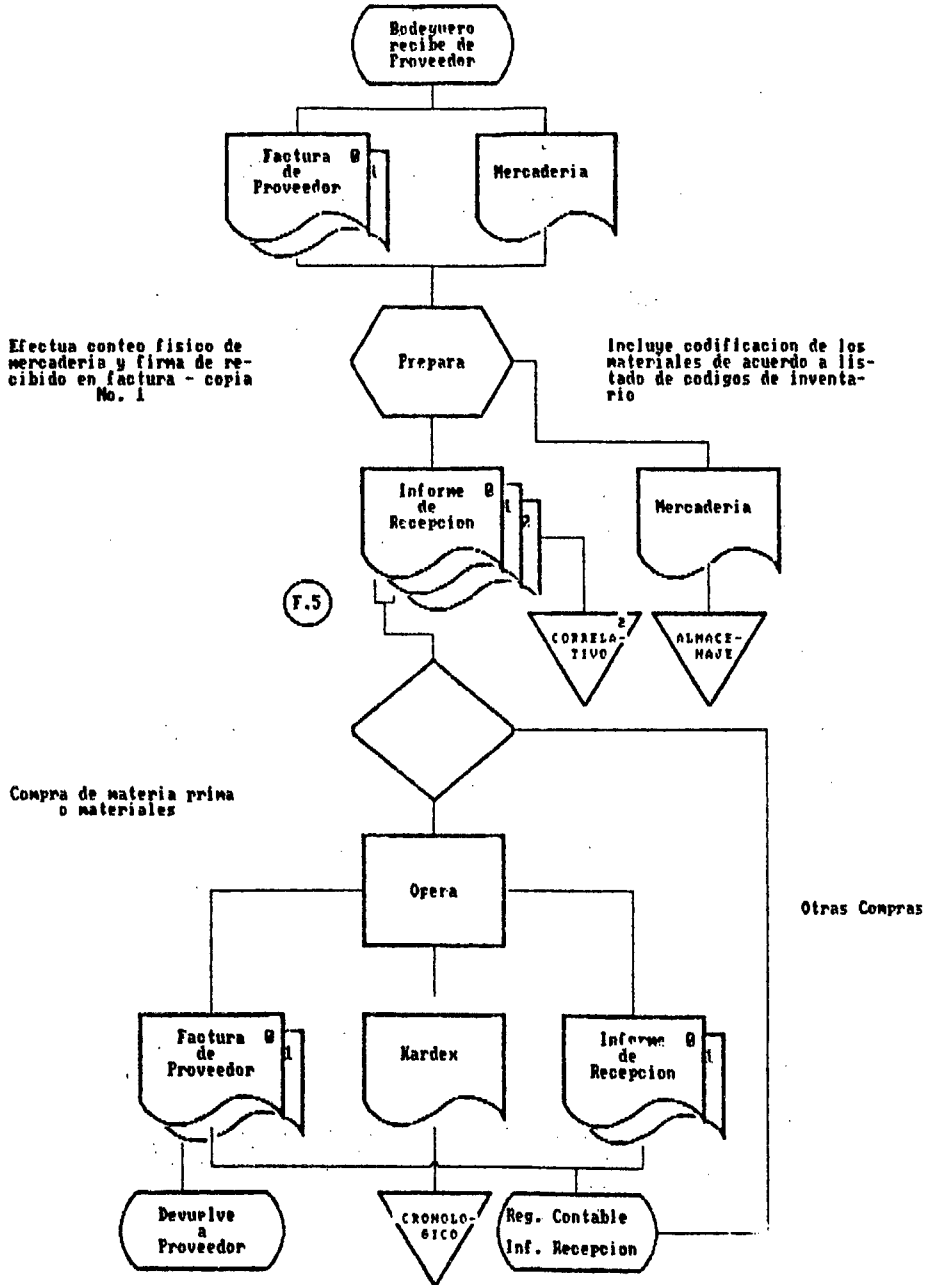 Bodeguero
recibe de
Proveedor
Factura 0
de
Proveedor
1
Mercaderia
Efectua conteo fisico de
mercaderia y firma de re-
cibido en factura - copia
No. 1
Prepara
Incluye codificacion de los
materiales de acuerdo a lis-
tado de codigos de inventa-
rio
Informe 0
de
Recepcion
1
2
Mercaderia
F.5
2
CORRELA-
TIVO
ALMACE-
NAJE
Compra de materia prima
o materiales
Opera
Otras Compras
Factura 0
de
Proveedor
1
Kardex
Informe 0
de
Recepcion
1
Devuelve
a
Proveedor
CRONOLO-
GICO
Reg. Contable
Inf. Recepcion